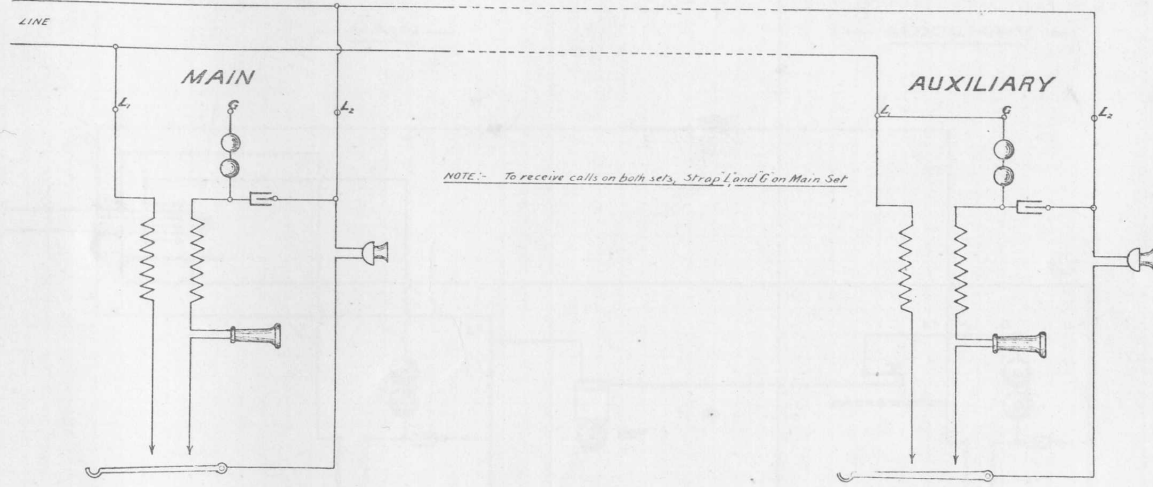 LINE
MAIN
AUXILIARY
L1
G
L2
L1
G
L2
NOTE:- To receive calls on both sets, Strap "L1" and "G" on Main Set